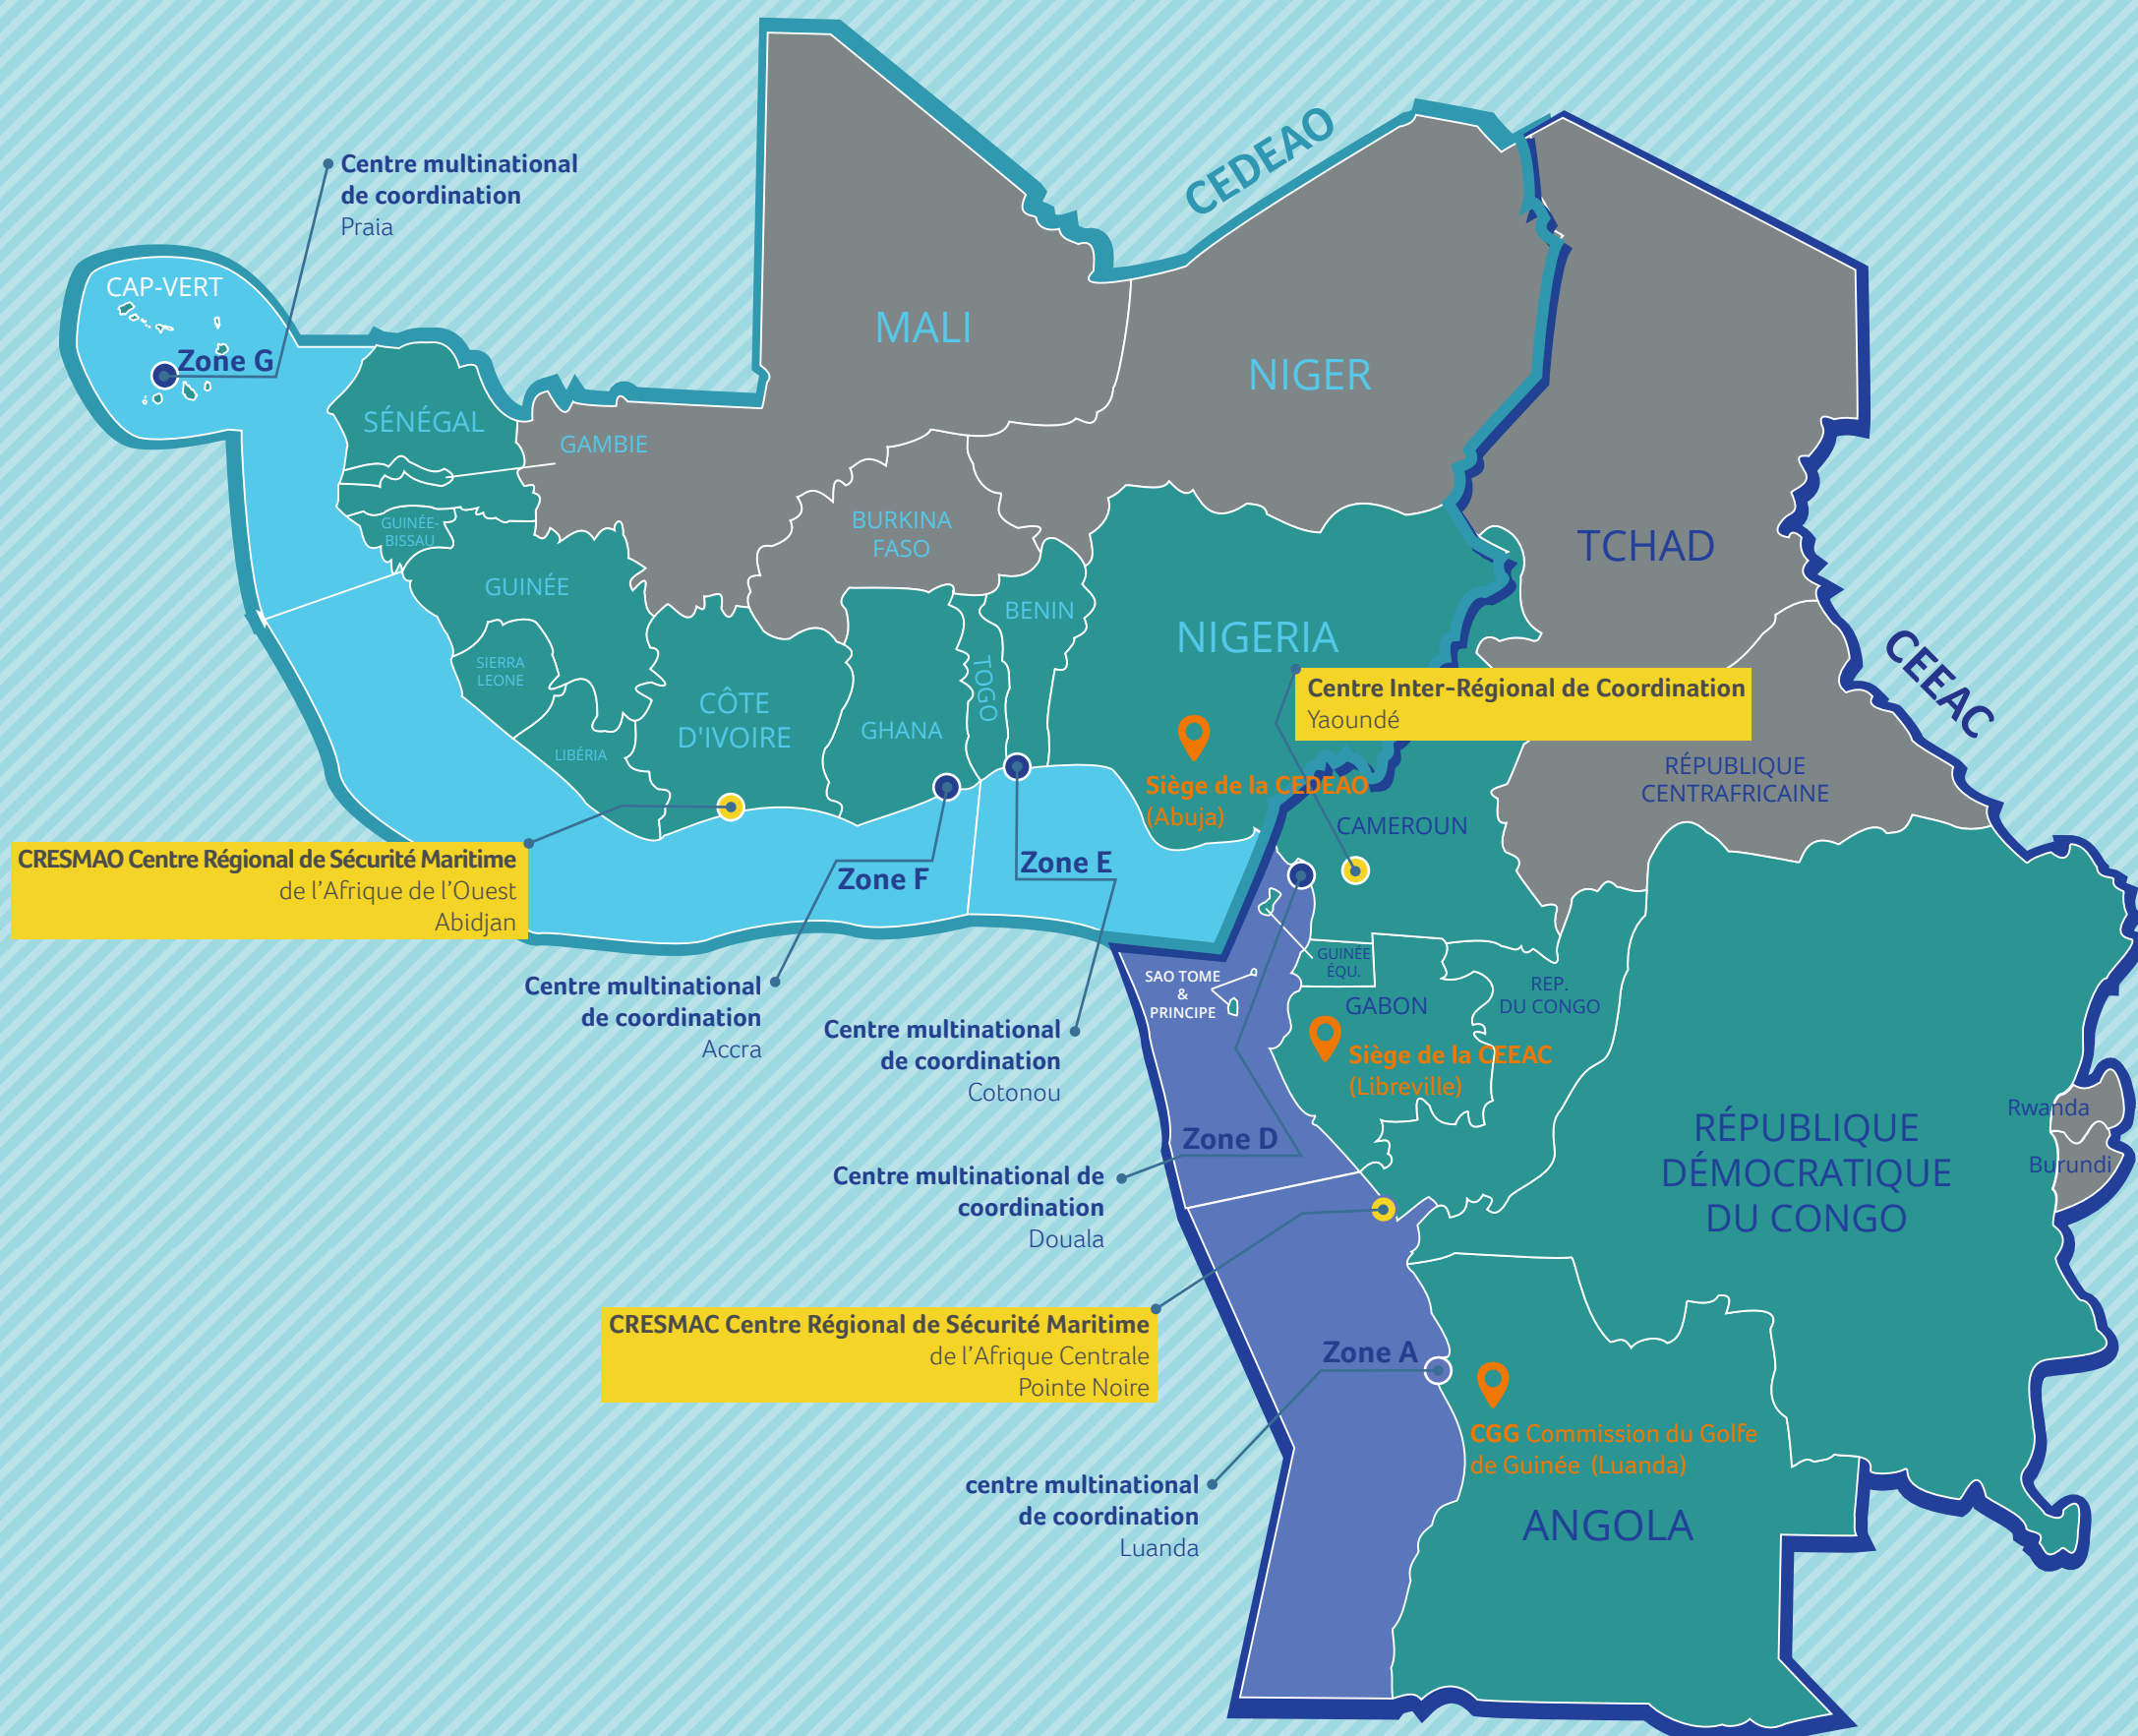 CEDEAO
Centre multinational
de coordination
Praia
CAP-VERT
Zone G
MALI
NIGER
SÉNÉGAL
GAMBIE
GUINÉE-
BISSAU
BURKINA
FASO
TCHAD
GUINÉE
BENIN
NIGERIA
CEEAC
SIERRA
LEONE
TOGO
CÔTE
D'IVOIRE
GHANA
LIBÉRIA
Centre Inter-Régional de Coordination
Yaoundé
Siège de la CEDEAO
(Abuja)
RÉPUBLIQUE
CENTRAFRICAINE
CAMEROUN
CRESMAO Centre Régional de Sécurité Maritime
de l’Afrique de l’Ouest
Abidjan
Zone F
Zone E
Centre multinational
de coordination
Accra
Centre multinational
de coordination
Cotonou
SAO TOME
&
PRINCIPE
GUINÉE
ÉQU.
GABON
REP.
DU CONGO
Siège de la CEEAC
(Libreville)
Zone D
Centre multinational de
coordination
Douala
RÉPUBLIQUE
DÉMOCRATIQUE
DU CONGO
Rwanda
Burundi
CRESMAC Centre Régional de Sécurité Maritime
de l’Afrique Centrale
Pointe Noire
Zone A
CGG Commission du Golfe
de Guinée (Luanda)
centre multinational
de coordination
Luanda
ANGOLA